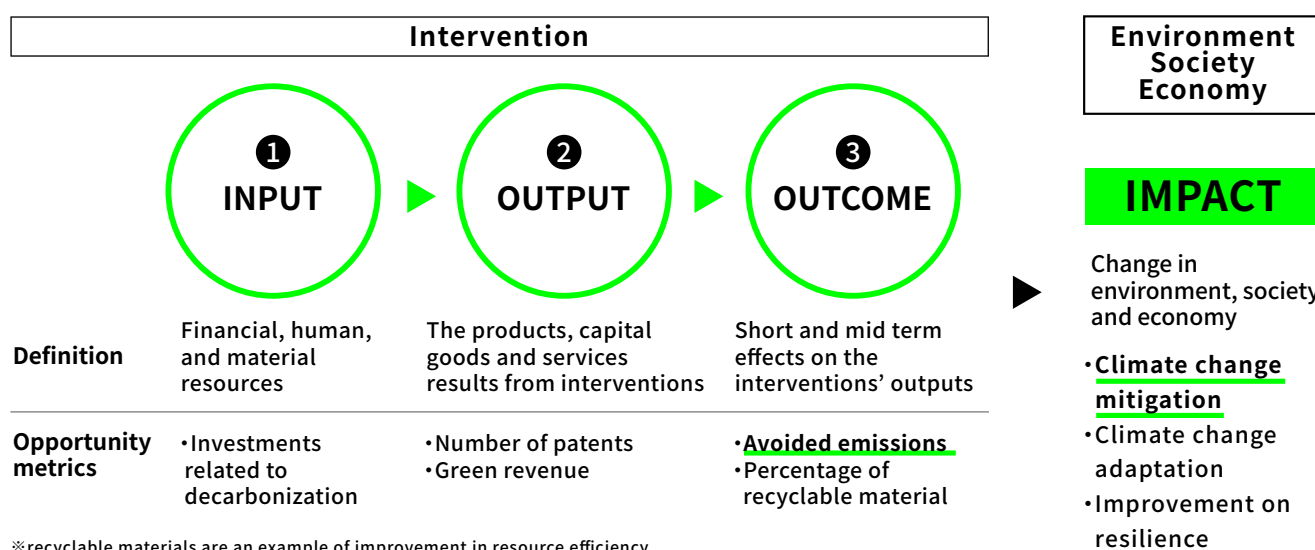 Intervention
Environment
Society
Economy
1
INPUT
2
OUTPUT
3
OUTCOME
IMPACT
Definition
Financial, human,
and material
resources
The products, capital
goods and services
results from interventions
Short and mid term
effects on the
interventions' outputs
Change in
environment, society
and economy
Opportunity
metrics
・Investments
related to
decarbonization
・Number of patents
・Green revenue
・Avoided emissions
・Percentage of
recyclable material
・Climate change
mitigation
・Climate change
adaptation
・Improvement on
resilience
※recyclable materials are an example of improvement in resource efficiency